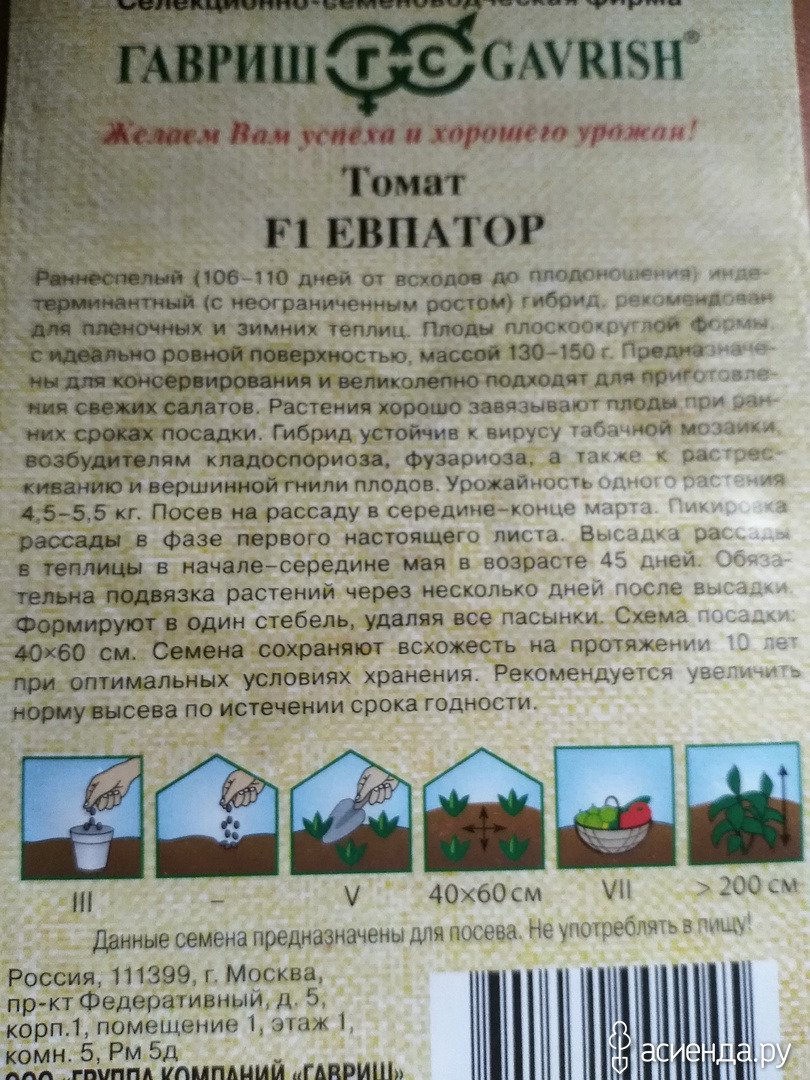 Селекционно-семеноводческая фирма
ГАВРИШ ГС GAVRISH®
Желаем Вам успеха и хорошего урожая!
Томат
F1 ЕВПАТОР
Раннеспелый (106–110 дней от всходов до плодоношения) инде-
терминантный (с неограниченным ростом) гибрид, рекомендован
для пленочных и зимних теплиц. Плоды плоскоокруглой формы,
с идеально ровной поверхностью, массой 130–150 г. Предназначе-
ны для консервирования и великолепно подходят для приготовле-
ния свежих салатов. Растения хорошо завязывают плоды при ран-
них сроках посадки. Гибрид устойчив к вирусу табачной мозаики,
возбудителям кладоспориоза, фузариоза, а также к растрес-
киванию и вершинной гнили плодов. Урожайность одного растения
4,5–5,5 кг. Посев на рассаду в середине–конце марта. Пикировка
рассады в фазе первого настоящего листа. Высадка рассады
в теплицы в начале–середине мая в возрасте 45 дней. Обяза-
тельна подвязка растений через несколько дней после высадки.
Формируют в один стебель, удаляя все пасынки. Схема посадки:
40×60 см. Семена сохраняют всхожесть на протяжении 10 лет
при оптимальных условиях хранения. Рекомендуется увеличить
норму высева по истечении срока годности.
III – V 40×60 см VII > 200 см
Данные семена предназначены для посева. Не употреблять в пищу!
Россия, 111399, г. Москва,
пр-кт Федеративный, д. 5,
корп.1, помещение 1, этаж 1,
комн. 5, Рм 5д
ООО «ГРУППА КОМПАНИЙ «ГАВРИШ»
асиенда.ру